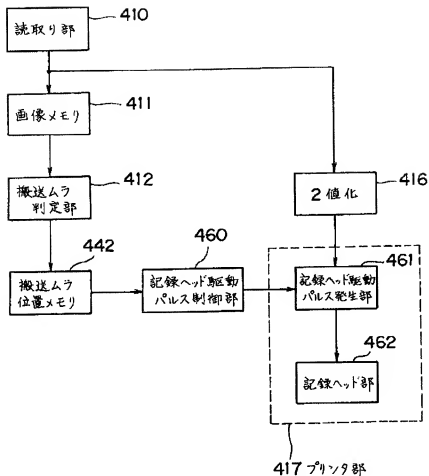 410
読取り部
411
画像メモリ
412
搬送ムラ
判定部
416
2値化
442
搬送ムラ
位置メモリ
460
記録ヘッド駆動
パルス制御部
461
記録ヘッド駆動
パルス発生部
462
記録ヘッド部
417 プリンタ部